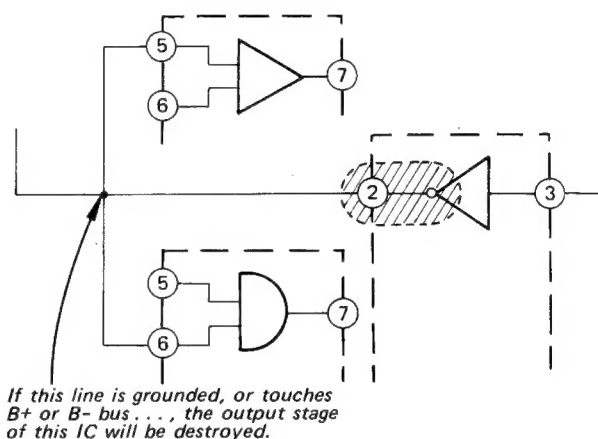 5
7
6
2
3
5
7
6
If this line is grounded, or touches
B+ or B- bus . . . , the output stage
of this IC will be destroyed.